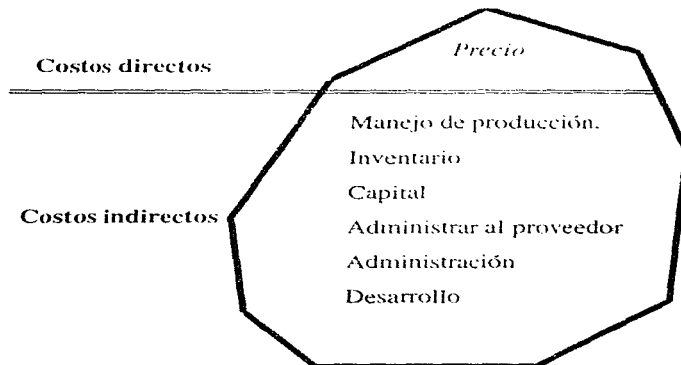 Precio
Costos directos
Manejo de producción.
Inventario
Capital
Costos indirectos
Administrar al proveedor
Administración
Desarrollo